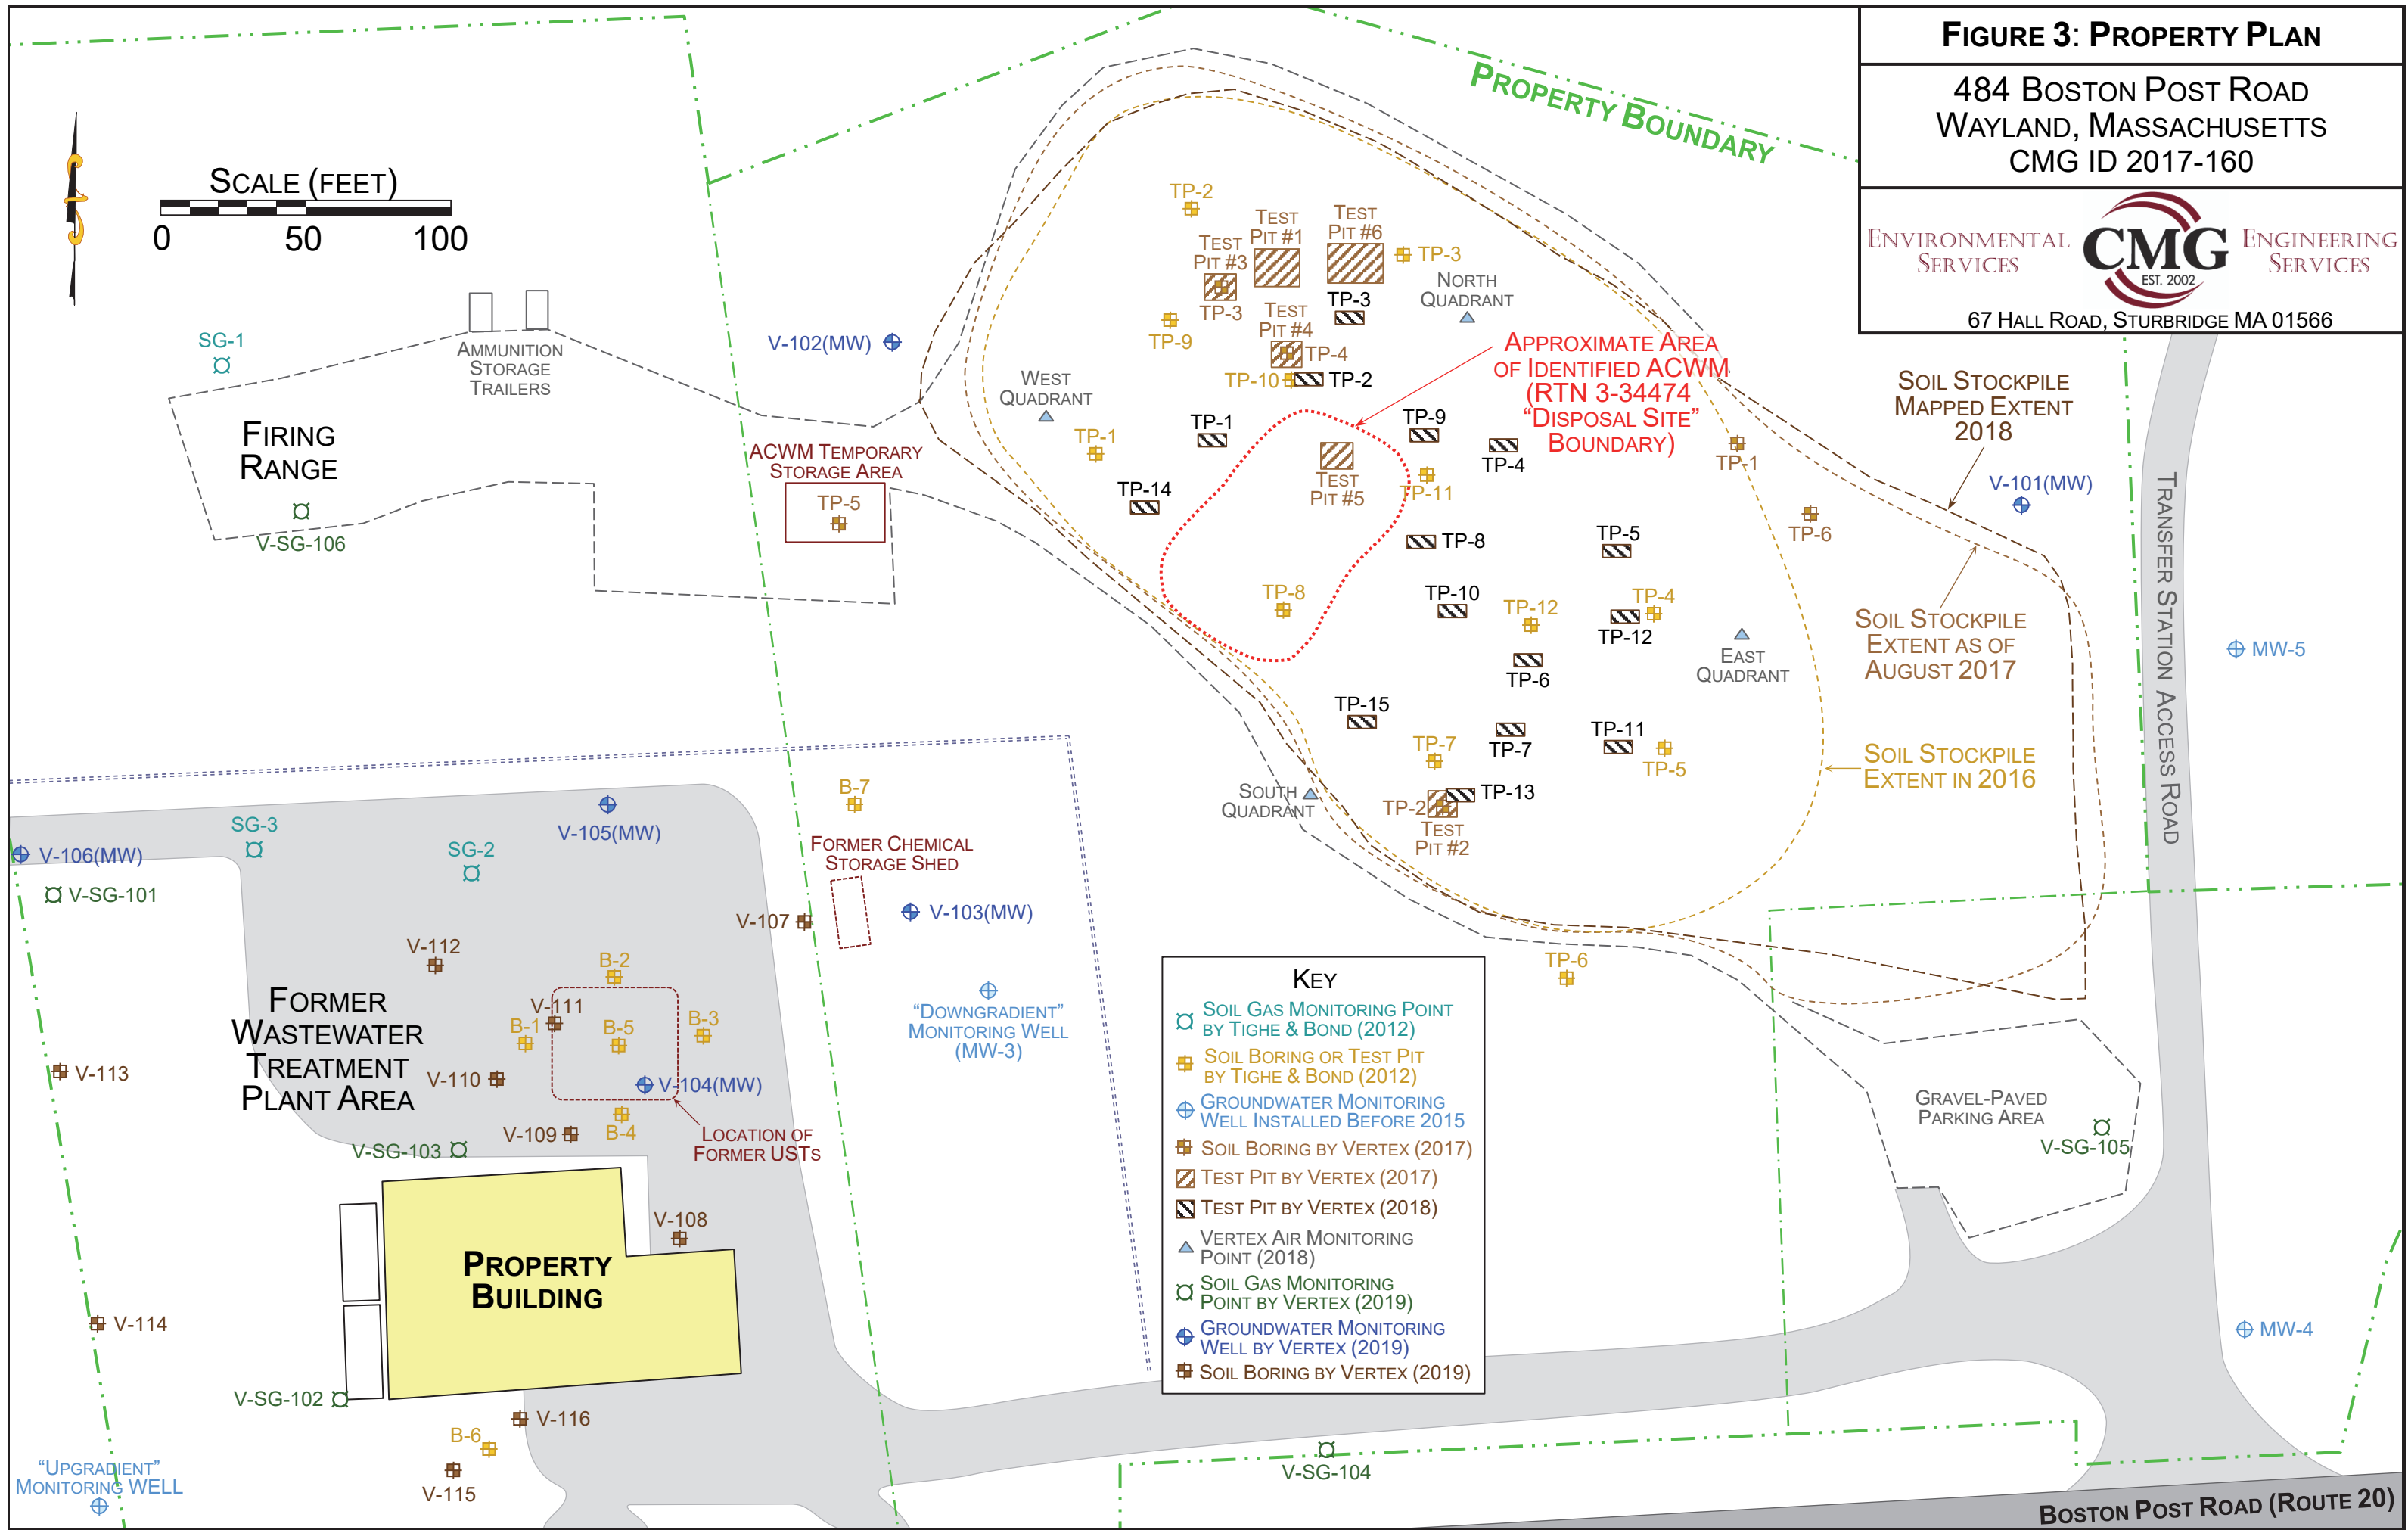 FIGURE 3: PROPERTY PLAN
484 BOSTON POST ROAD
WAYLAND, MASSACHUSETTS
CMG ID 2017-160
ENVIRONMENTAL
SERVICES
CMG
EST. 2002
ENGINEERING
SERVICES
67 HALL ROAD, STURBRIDGE MA 01566
PROPERTY BOUNDARY
SCALE (FEET)
0 50 100
SG-1
AMMUNITION
STORAGE
TRAILERS
FIRING
RANGE
V-SG-106
V-102(MW)
ACWM TEMPORARY
STORAGE AREA
TP-5
WEST
QUADRANT
TP-1
TP-2
TEST
PIT #3
TP-3
TEST
PIT #1
TEST
PIT #6
TP-3
NORTH
QUADRANT
TP-3
TP-9
TEST
PIT #4
TP-4
TP-10
TP-2
TP-1
TP-14
APPROXIMATE AREA
OF IDENTIFIED ACWM
(RTN 3-34474
"DISPOSAL SITE"
BOUNDARY)
TP-9
TP-4
TEST
PIT #5
TP-11
TP-8
TP-8
TP-10
TP-12
TP-5
TP-4
TP-12
TP-6
EAST
QUADRANT
TP-1
TP-6
SOIL STOCKPILE
MAPPED EXTENT
2018
V-101(MW)
SOIL STOCKPILE
EXTENT AS OF
AUGUST 2017
SOIL STOCKPILE
EXTENT IN 2016
TRANSFER STATION ACCESS ROAD
MW-5
TP-15
TP-7
TP-7
TP-11
TP-5
SOUTH
QUADRANT
TP-2
TP-13
TEST
PIT #2
TP-6
B-7
V-105(MW)
SG-3
SG-2
V-106(MW)
V-SG-101
FORMER CHEMICAL
STORAGE SHED
V-107
V-103(MW)
V-112
B-2
V-111
B-1
B-5
B-3
FORMER
WASTEWATER
TREATMENT
PLANT AREA
V-110
V-104(MW)
V-113
V-109
B-4
LOCATION OF
FORMER USTS
V-SG-103
"DOWNGRADIENT"
MONITORING WELL
(MW-3)
V-108
PROPERTY
BUILDING
V-114
V-SG-102
V-116
B-6
V-115
"UPGRADIENT"
MONITORING WELL
KEY
SOIL GAS MONITORING POINT
BY TIGHE & BOND (2012)
SOIL BORING OR TEST PIT
BY TIGHE & BOND (2012)
GROUNDWATER MONITORING
WELL INSTALLED BEFORE 2015
SOIL BORING BY VERTEX (2017)
TEST PIT BY VERTEX (2017)
TEST PIT BY VERTEX (2018)
VERTEX AIR MONITORING
POINT (2018)
SOIL GAS MONITORING
POINT BY VERTEX (2019)
GROUNDWATER MONITORING
WELL BY VERTEX (2019)
SOIL BORING BY VERTEX (2019)
GRAVEL-PAVED
PARKING AREA
V-SG-105
MW-4
V-SG-104
BOSTON POST ROAD (ROUTE 20)